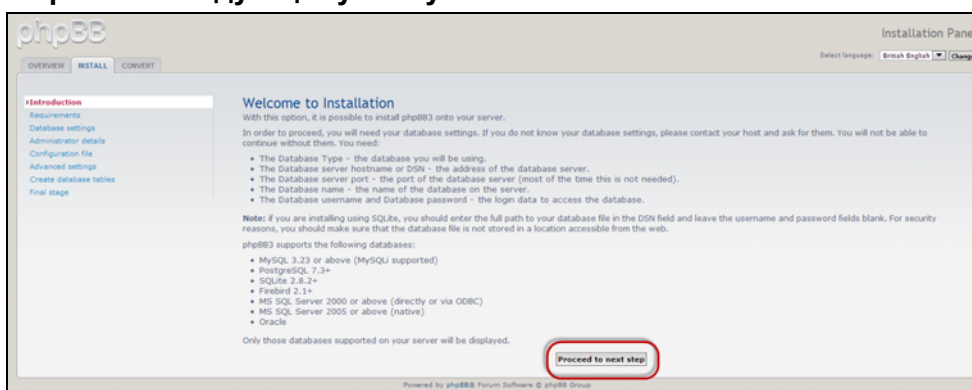 phpBB
Installation Pane
Select language: British English Change
OVERVIEW INSTALL CONVERT
Introduction
Requirements
Database settings
Administrator details
Configuration file
Advanced settings
Create database tables
Final stage
Welcome to Installation
With this option, it is possible to install phpBB3 onto your server.
In order to proceed, you will need your database settings. If you do not know your database settings, please contact your host and ask for them. You will not be able to
continue without them. You need:
• The Database Type - the database you will be using.
• The Database server hostname or DSN - the address of the database server.
• The Database server port - the port of the database server (most of the time this is not needed).
• The Database name - the name of the database on the server.
• The Database username and Database password - the login data to access the database.
Note: if you are installing using SQLite, you should enter the full path to your database file in the DSN field and leave the username and password fields blank. For security
reasons, you should make sure that the database file is not stored in a location accessible from the web.
phpBB3 supports the following databases:
• MySQL 3.23 or above (MySQLi supported)
• PostgreSQL 7.3+
• SQLite 2.8.2+
• Firebird 2.1+
• MS SQL Server 2000 or above (directly or via ODBC)
• MS SQL Server 2005 or above (native)
• Oracle
Only those databases supported on your server will be displayed.
Proceed to next step
Powered by phpBB® Forum Software © phpBB Group